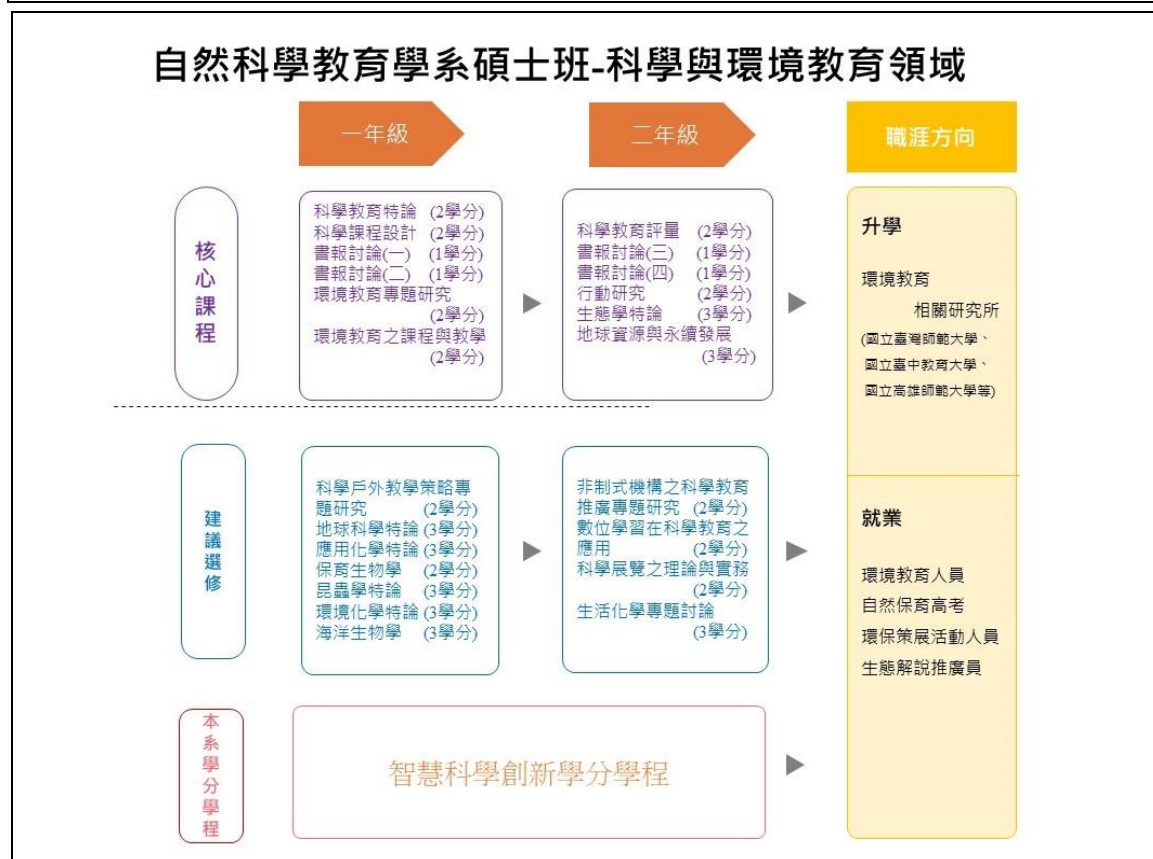 自然科學教育學系碩士班-科學與環境教育領域
一年級
二年級
職涯方向
核心課程
科學教育特論 (2學分)
科學課程設計 (2學分)
書報討論(一) (1學分)
書報討論(二) (1學分)
環境教育專題研究
(2學分)
環境教育之課程與教學
(2學分)
科學教育評量 (2學分)
書報討論(三) (1學分)
書報討論(四) (1學分)
行動研究 (2學分)
生態學特論 (3學分)
地球資源與永續發展
(3學分)
升學
環境教育
相關研究所
(國立臺灣師範大學、
國立臺中教育大學、
國立高雄師範大學等)
建議選修
科學戶外教學策略專
題研究 (2學分)
地球科學特論 (3學分)
應用化學特論 (3學分)
保育生物學 (2學分)
昆蟲學特論 (3學分)
環境化學特論 (3學分)
海洋生物學 (3學分)
非制式機構之科學教育
推廣專題研究 (2學分)
數位學習在科學教育之
應用 (2學分)
科學展覽之理論與實務
(2學分)
生活化學專題討論
(3學分)
就業
環境教育人員
自然保育高考
環保策展活動人員
生態解說推廣員
本系學分學程
智慧科學創新學分學程